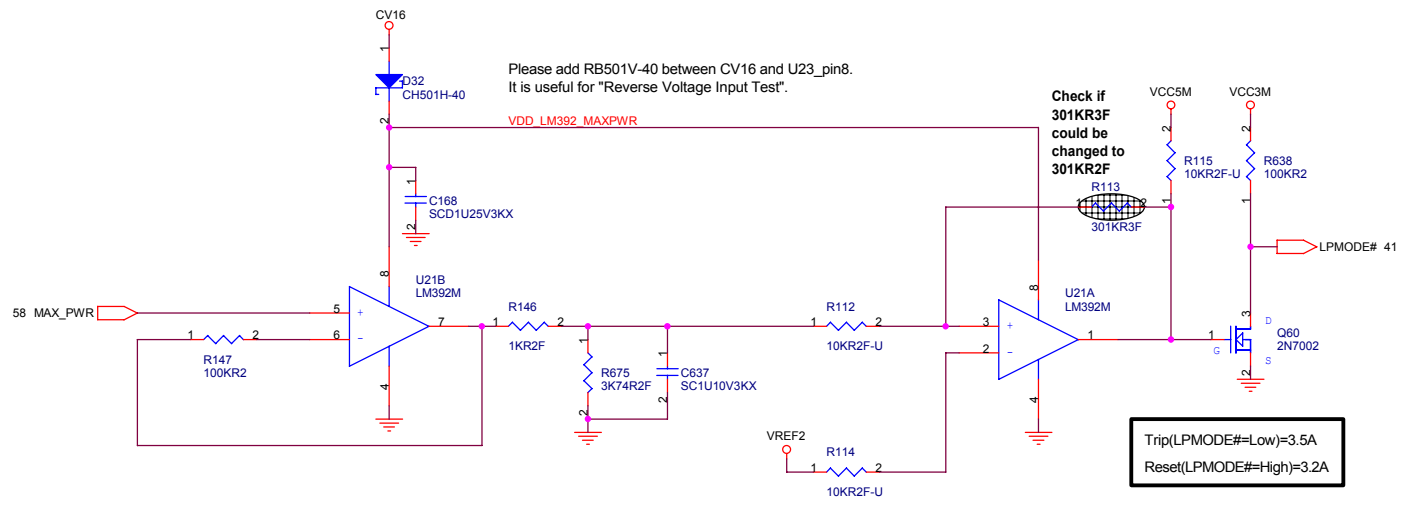 CV16
1
D32
CH501H-40
2
Please add RB501V-40 between CV16 and U23_pin8.
It is useful for "Reverse Voltage Input Test".
VDD_LM392_MAXPWR
Check if
301KR3F
could be
changed to
301KR2F
VCC5M
2
R115
10KR2F-U
1
VCC3M
2
R638
100KR2
1
R113
1 2
301KR3F
1
C168
SCD1U25V3KX
2
LPMODE# 41
8
U21B
LM392M
58 MAX_PWR
5
+
6
−
7
4
1 2
R147
100KR2
R146
1 2
1KR2F
1
R675
3K74R2F
2
1
C637
SC1U10V3KX
2
R112
1 2
10KR2F-U
8
U21A
LM392M
3
+
2
−
1
4
3
D
1
G
Q60
2N7002
S
2
VREF2
R114
1 2
10KR2F-U
Trip(LPMODE#=Low)=3.5A
Reset(LPMODE#=High)=3.2A